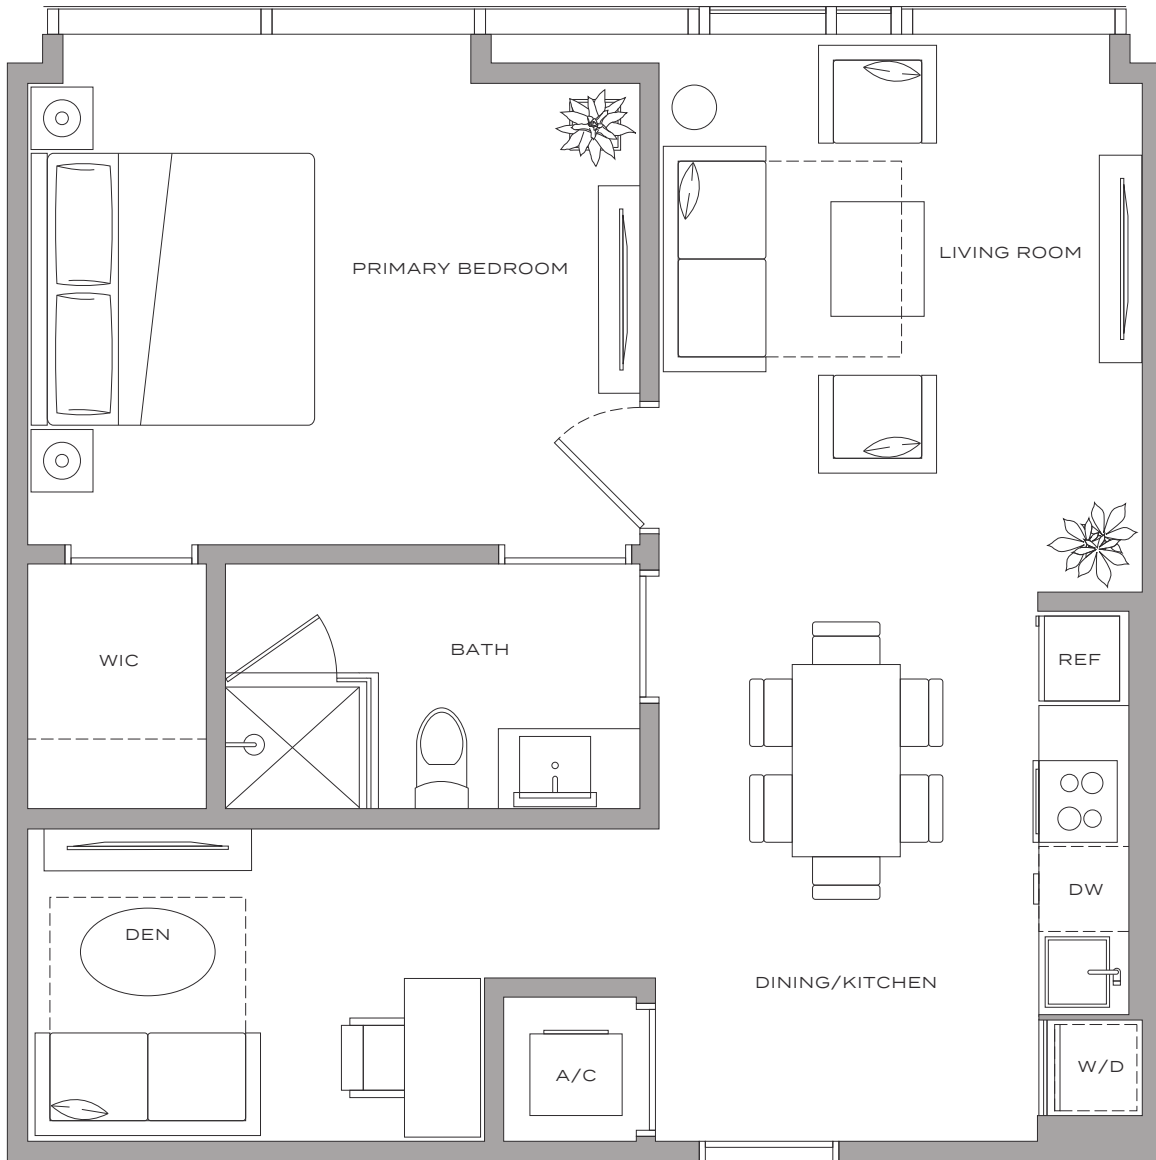 LIVING ROOM
PRIMARY BEDROOM
BATH
WIC
REF
DW
DEN
DINING/KITCHEN
W/D
A/C